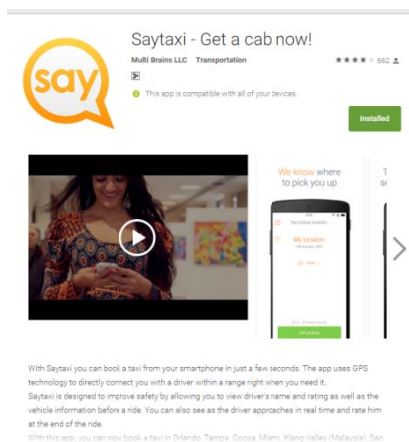 say
Saytaxi - Get a cab now!
Multi Brains LLC Transportation
662
This app is compatible with all of your devices.
Installed
We know where
to pick you up
Set pickup location
My location
Set pickup
With Saytaxi you can book a taxi from your smartphone in just a few seconds. The app uses GPS
technology to directly connect you with a driver within a range right when you need it.
Saytaxi is designed to improve safety by allowing you to view driver's name and rating as well as the
vehicle information before a ride. You can also see as the driver approaches in real time and rate him
at the end of the ride.
With this app, you can now book a taxi in Orlando, Tampa, Cocoa, Miami, Klang Valley (Malaysia), San